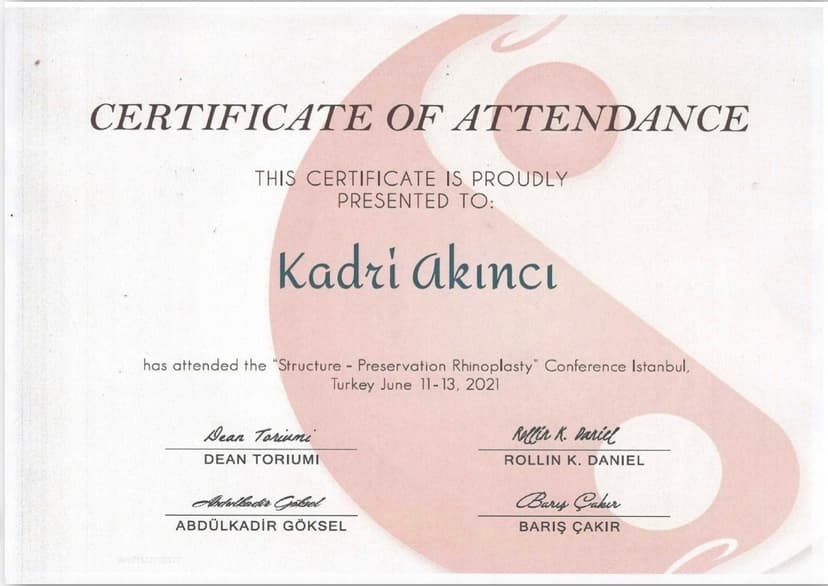 CERTIFICATE OF ATTENDANCE
THIS CERTIFICATE IS PROUDLY
PRESENTED TO:
Kadri Akıncı
has attended the "Structure - Preservation Rhinoplasty" Conference Istanbul,
Turkey June 11-13, 2021
Dean Toriumi
DEAN TORIUMI
Rollin K. Daniel
ROLLIN K. DANIEL
Abdulkadir Göksel
ABDÜLKADİR GÖKSEL
Barış Çakır
BARIŞ ÇAKIR